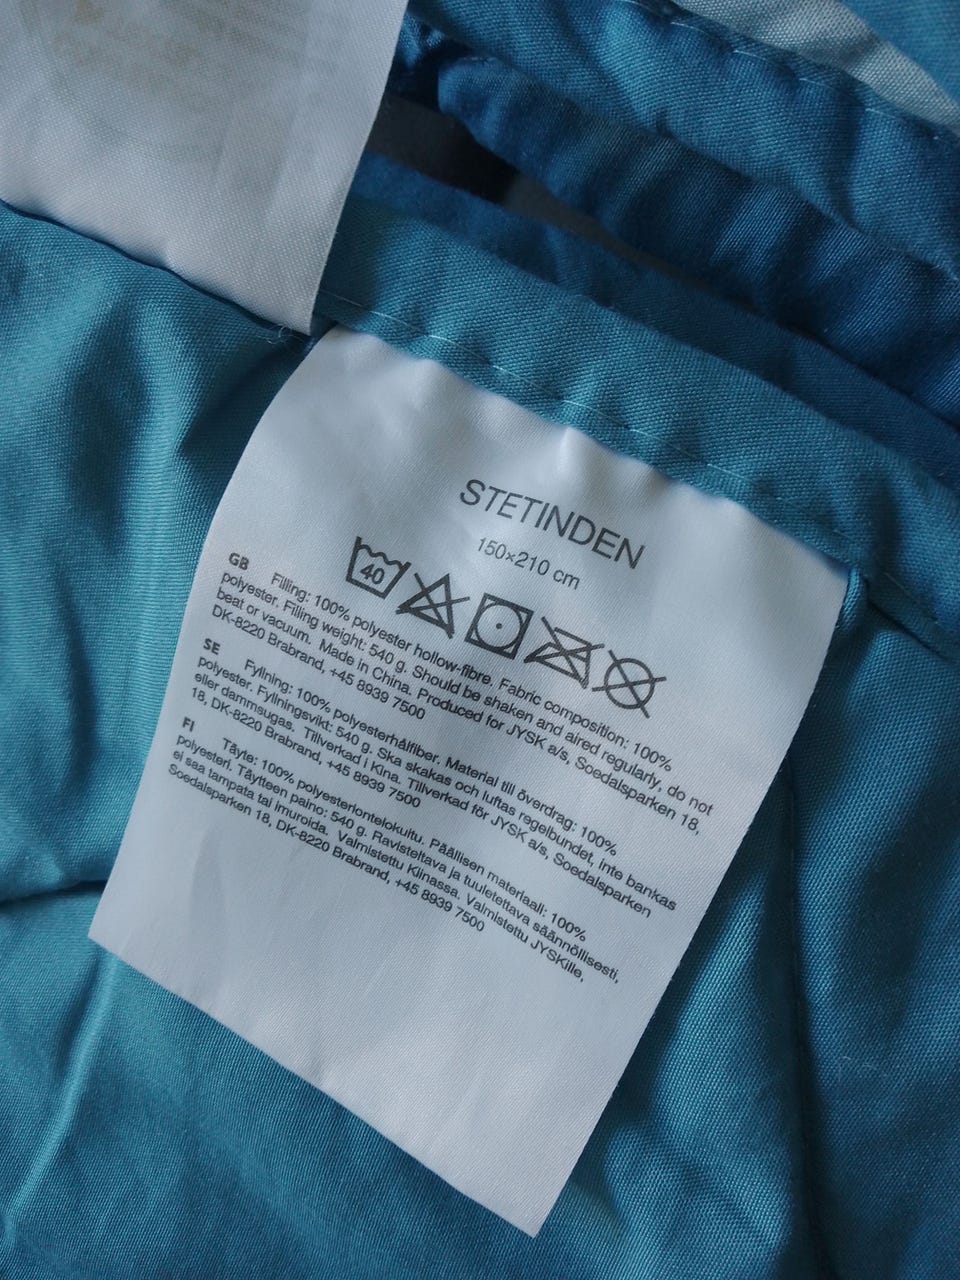 STETINDEN
150×210 cm
40
GB Filling: 100% polyester hollow-fibre. Fabric composition: 100%
polyester. Filling weight: 540 g. Should be shaken and aired regularly, do not
beat or vacuum. Made in China. Produced for JYSK a/s, Soedalsparken 18,
DK-8220 Brabrand, +45 8939 7500
SE Fyllning: 100% polyesterhålfiber. Material till överdrag: 100%
polyester. Fyllningsvikt: 540 g. Ska skakas och luftas regelbundet, inte bankas
eller dammsugas. Tillverkad i Kina. Tillverkad för JYSK a/s, Soedalsparken
18, DK-8220 Brabrand, +45 8939 7500
FI Täyte: 100% polyesteriontelokuitu. Päällisen materiaali: 100%
polyesteri. Täytteen paino: 540 g. Ravisteltava ja tuuletettava säännöllisesti,
ei saa tampata tai imuroida. Valmistettu Kiinassa. Valmistettu JYSKille,
Soedalsparken 18, DK-8220 Brabrand, +45 8939 7500